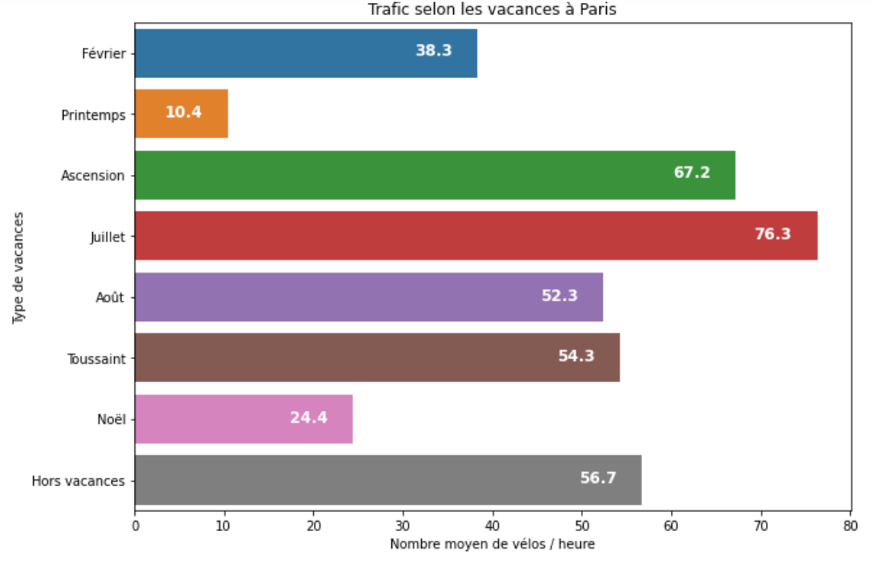 Trafic selon les vacances à Paris
Type de vacances
Février 38.3
Printemps 10.4
Ascension 67.2
Juillet 76.3
Août 52.3
Toussaint 54.3
Noël 24.4
Hors vacances 56.7
0 10 20 30 40 50 60 70 80
Nombre moyen de vélos / heure